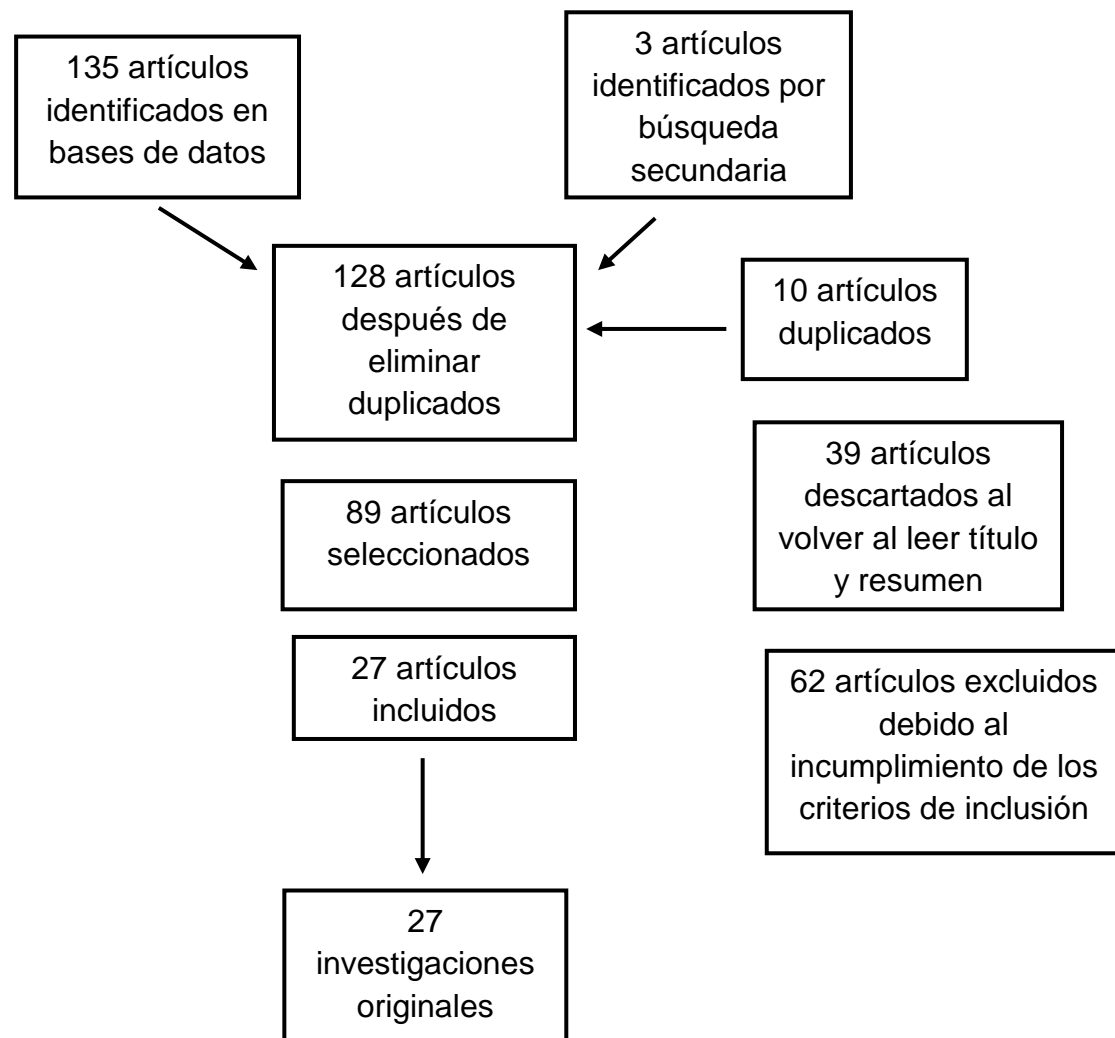 135 artículos
identificados en
bases de datos
3 artículos
identificados por
búsqueda
secundaria
128 artículos
después de
eliminar
duplicados
10 artículos
duplicados
39 artículos
descartados al
volver al leer título
y resumen
89 artículos
seleccionados
27 artículos
incluidos
62 artículos excluidos
debido al
incumplimiento de los
criterios de inclusión
27
investigaciones
originales